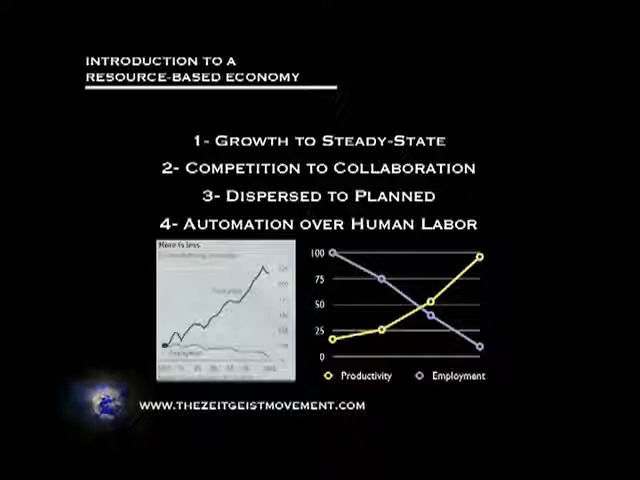 INTRODUCTION TO A
RESOURCE-BASED ECONOMY
1- GROWTH TO STEADY-STATE
2- COMPETITION TO COLLABORATION
3- DISPERSED TO PLANNED
4- AUTOMATION OVER HUMAN LABOR
More is less
100
75
50
25
0
Productivity Employment
WWW.THEZEITGEISTMOVEMENT.COM